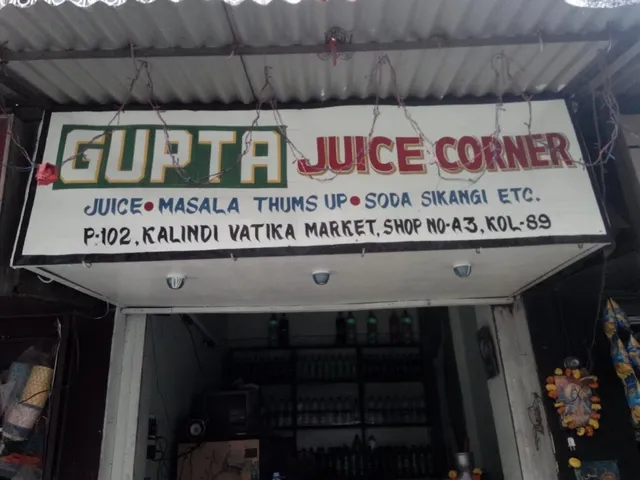 GUPTA JUICE CORNER
JUICE • MASALA THUMS UP • SODA SIKANGI ETC.
P-102, KALINDI VATIKA MARKET, SHOP NO-A3, KOL-89